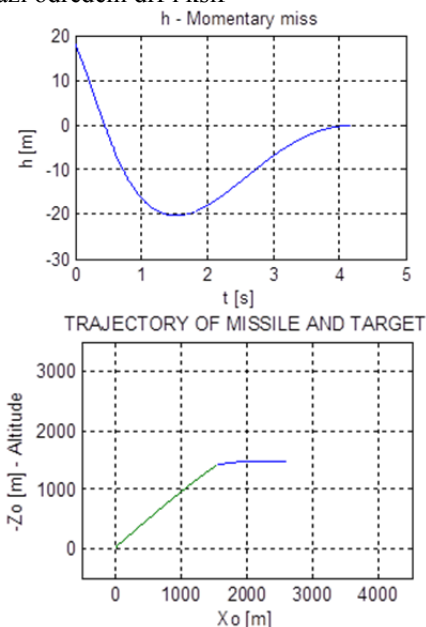 h - Momentary miss
20
10
0
-10
-20
-30
h [m]
0 1 2 3 4 5
t [s]
TRAJECTORY OF MISSILE AND TARGET
3000
2000
1000
0
-Zo [m] - Altitude
0 1000 2000 3000 4000
Xo [m]